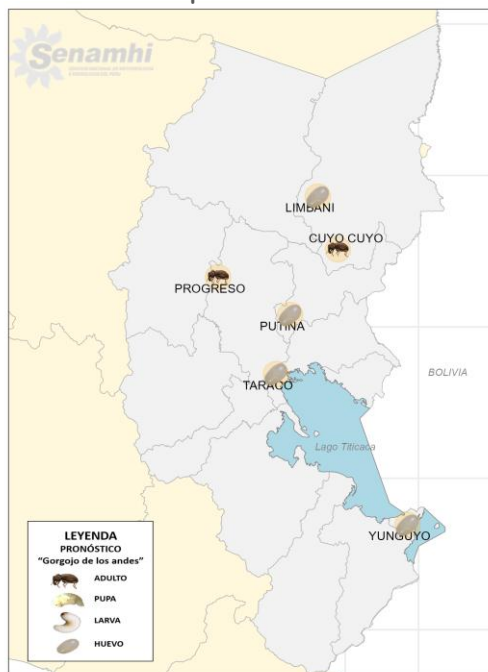 Senamhi
LIMBANI
CUYO CUYO
PROGRESO
PUTINA
TARACO
BOLIVIA
Lago Titicaca
YUNGUYO
LEYENDA
PRONÓSTICO
"Gorgojo de los andes"
ADULTO
PUPA
LARVA
HUEVO